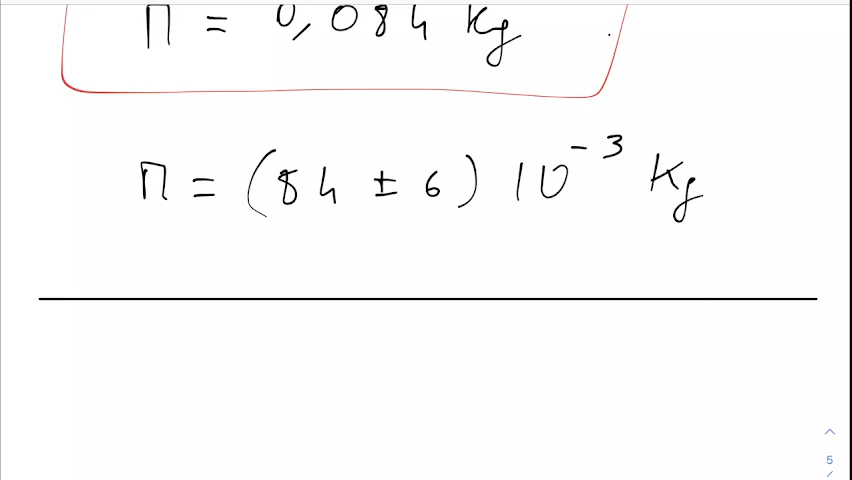 M = 0,084 Kg
M = (84 ± 6) 10⁻³ Kg
5